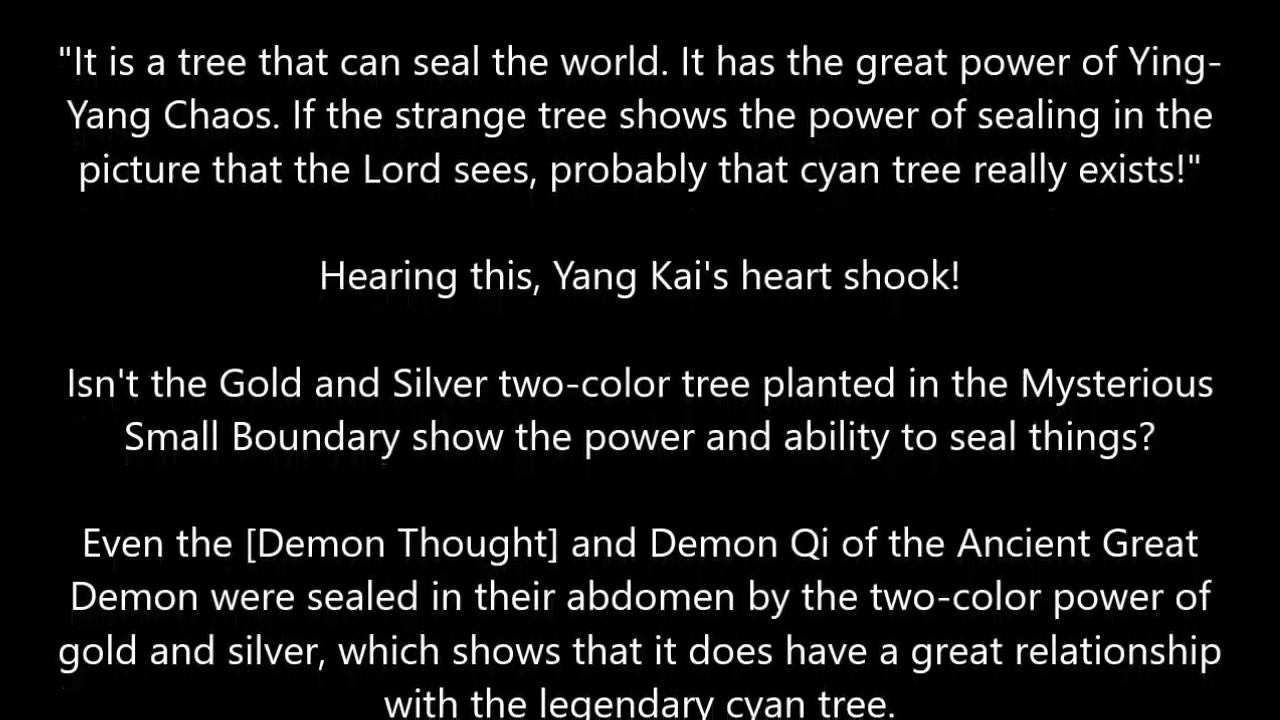 "It is a tree that can seal the world. It has the great power of Ying-
Yang Chaos. If the strange tree shows the power of sealing in the
picture that the Lord sees, probably that cyan tree really exists!"
Hearing this, Yang Kai's heart shook!
Isn't the Gold and Silver two-color tree planted in the Mysterious
Small Boundary show the power and ability to seal things?
Even the [Demon Thought] and Demon Qi of the Ancient Great
Demon were sealed in their abdomen by the two-color power of
gold and silver, which shows that it does have a great relationship
with the legendary cyan tree.